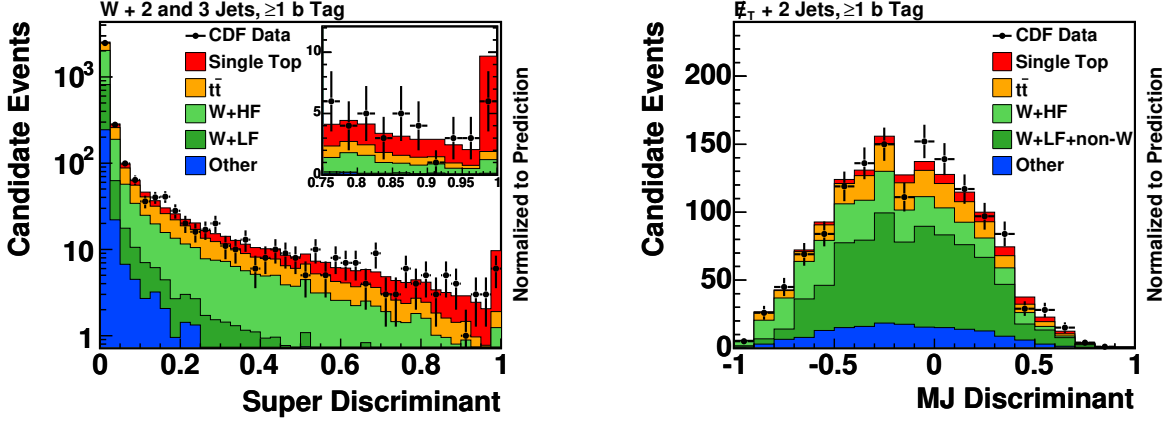 W + 2 and 3 Jets, ≥1 b Tag
Candidate Events
10³
10²
10
1
CDF Data
Single Top
tt̄
W+HF
W+LF
Other
10
5
0
0.75 0.8 0.85 0.9 0.95 1
0 0.2 0.4 0.6 0.8 1
Super Discriminant
Normalized to Prediction
E̸_T + 2 Jets, ≥1 b Tag
Candidate Events
200
150
100
50
0
CDF Data
Single Top
tt̄
W+HF
W+LF+non-W
Other
-1 -0.5 0 0.5 1
MJ Discriminant
Normalized to Prediction